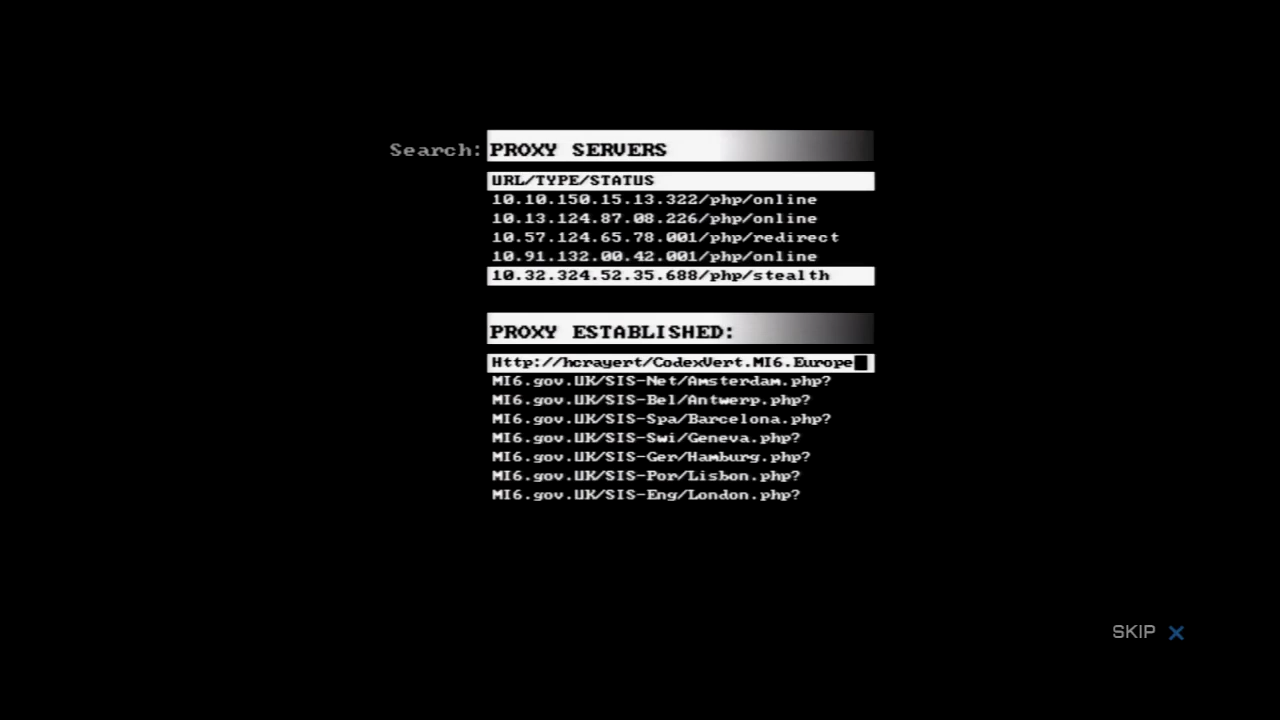 Search: PROXY SERVERS
URL/TYPE/STATUS
10.10.150.15.13.322/php/online
10.13.124.87.08.226/php/online
10.57.124.65.78.001/php/redirect
10.91.132.00.42.001/php/online
10.32.324.52.35.688/php/stealth
PROXY ESTABLISHED:
Http://hcrayert/CodexVert.MI6.Europe
MI6.gov.UK/SIS-Net/Amsterdam.php?
MI6.gov.UK/SIS-Bel/Antwerp.php?
MI6.gov.UK/SIS-Spa/Barcelona.php?
MI6.gov.UK/SIS-Swi/Geneva.php?
MI6.gov.UK/SIS-Ger/Hamburg.php?
MI6.gov.UK/SIS-Por/Lisbon.php?
MI6.gov.UK/SIS-Eng/London.php?
SKIP